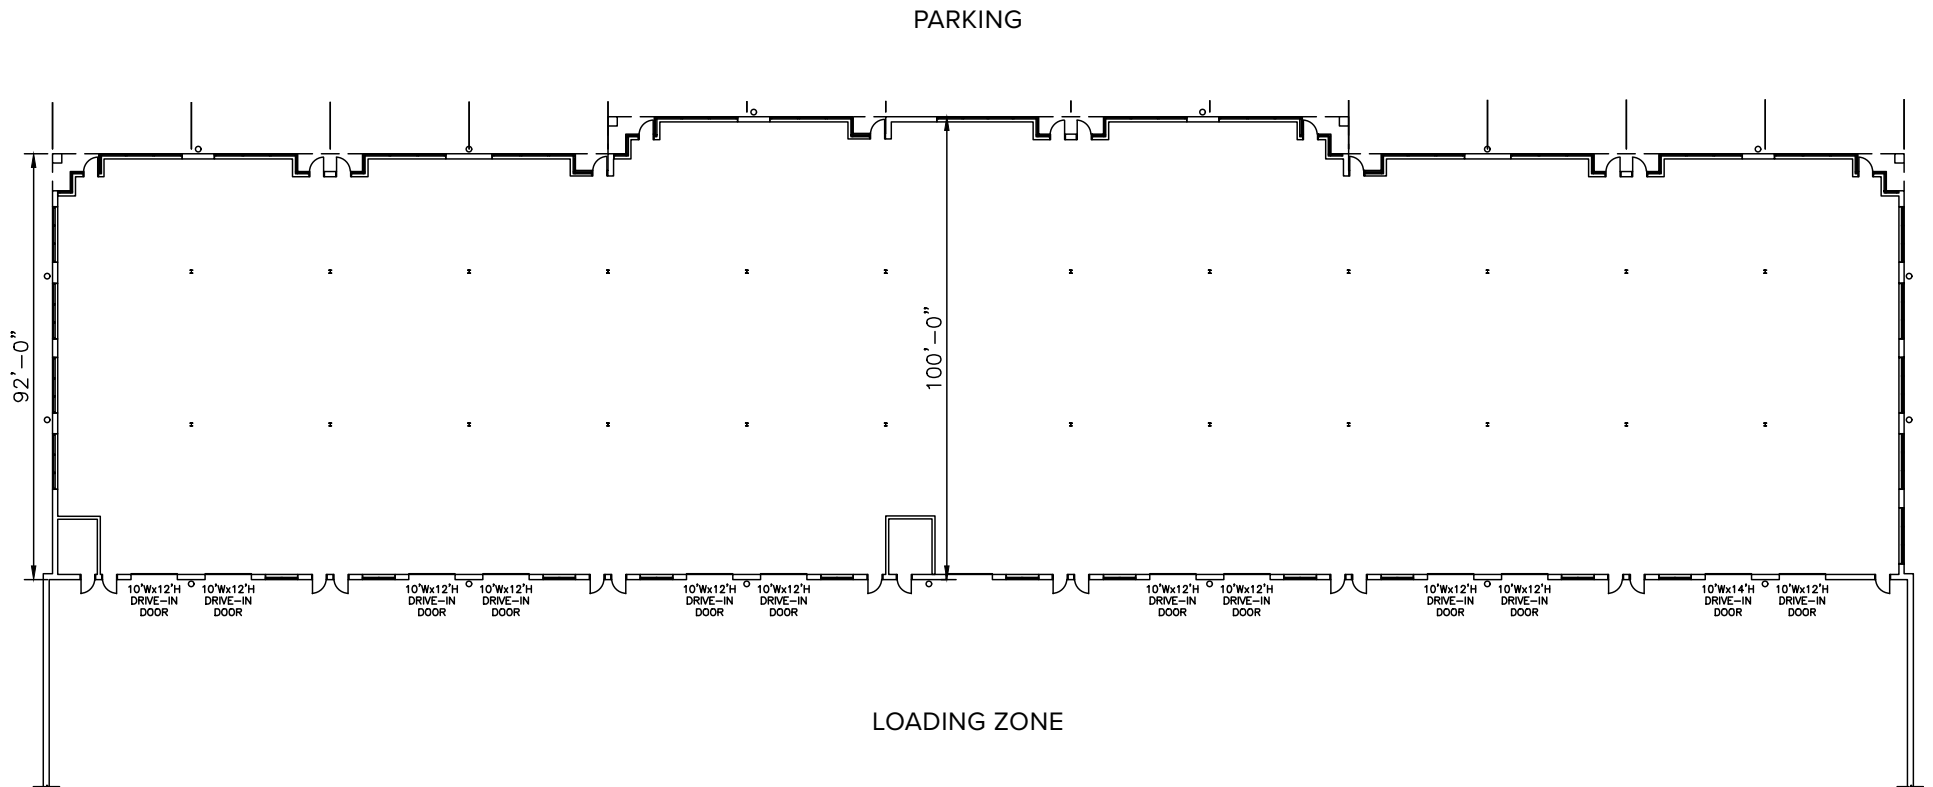 PARKING
92'-0"
100'-0"
10'Wx12'H 10'Wx12'H 10'Wx12'H 10'Wx12'H 10'Wx12'H 10'Wx12'H 10'Wx12'H 10'Wx12'H 10'Wx12'H 10'Wx12'H 10'Wx14'H 10'Wx12'H
DRIVE-IN DRIVE-IN DRIVE-IN DRIVE-IN DRIVE-IN DRIVE-IN DRIVE-IN DRIVE-IN DRIVE-IN DRIVE-IN DRIVE-IN DRIVE-IN
DOOR DOOR DOOR DOOR DOOR DOOR DOOR DOOR DOOR DOOR DOOR DOOR
LOADING ZONE